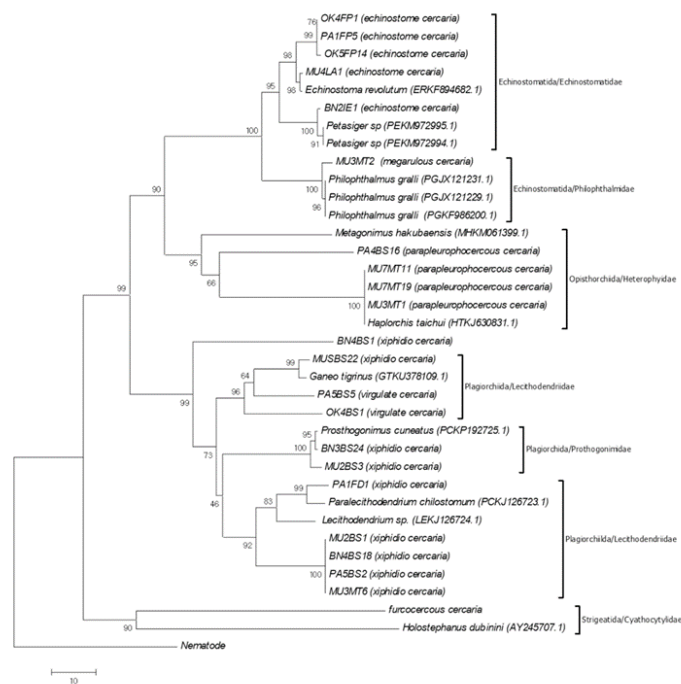 76
OK4FP1 (echinostome cercaria)
99
PA1FP5 (echinostome cercaria)
98
OK5FP14 (echinostome cercaria)
95
MU4LA1 (echinostome cercaria)
98
Echinostoma revolutum (ERKF894682.1)
Echinostomatida/Echinostomatidae
BN2IE1 (echinostome cercaria)
100
100
Petasiger sp (PEKM972995.1)
91
Petasiger sp (PEKM972994.1)
MU3MT2 (megarulous cercaria)
90
100
Philophthalmus gralli (PGJX121231.1)
Echinostomatida/Philophthalmidae
Philophthalmus gralli (PGJX121229.1)
96
Philophthalmus gralli (PGKF986200.1)
Metagonimus hakubaensis (MHKM061399.1)
95
PA4BS16 (parapleurophocercous cercaria)
66
MU7MT11 (parapleurophocercous cercaria)
99
MU7MT19 (parapleurophocercous cercaria)
Opisthorchiida/Heterophyidae
100
MU3MT1 (parapleurophocercous cercaria)
Haplorchis taichui (HTKJ630831.1)
BN4BS1 (xiphidio cercaria)
99
99
MUSBS22 (xiphidio cercaria)
64
Ganeo tigrinus (GTKU378109.1)
Plagiorchida/Lecithodendriidae
96
PA5BS5 (virgulate cercaria)
OK4BS1 (virgulate cercaria)
73
95
Prosthogonimus cuneatus (PCKP192725.1)
100
BN3BS24 (xiphidio cercaria)
Plagiorchida/Prothogonimidae
MU2BS3 (xiphidio cercaria)
46
99
PA1FD1 (xiphidio cercaria)
83
Paralecithodendrium chilostomum (PCKJ126723.1)
Lecithodendrium sp. (LEKJ126724.1)
92
MU2BS1 (xiphidio cercaria)
Plagiorchilda/Lecithodendriidae
BN4BS18 (xiphidio cercaria)
100
PA5BS2 (xiphidio cercaria)
MU3MT6 (xiphidio cercaria)
furcocercous cercaria
90
Holostephanus dubinini (AY245707.1)
Strigeatida/Cyathocytylidae
Nematode
10